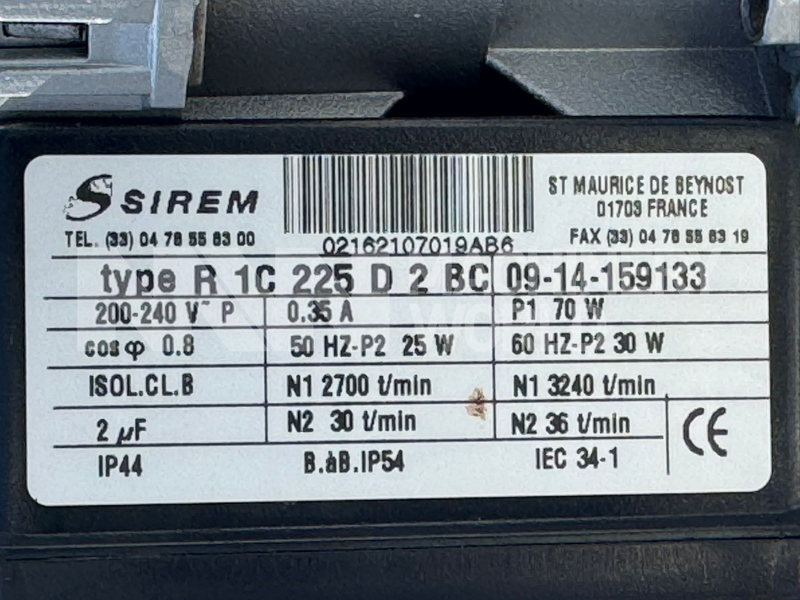 SIREM
ST MAURICE DE BEYNOST
01703 FRANCE
TEL. (33) 04 78 55 83 00
02162107019AB6
FAX (33) 04 78 55 83 19
type R 1C 225 D 2 BC 09-14-159133
200-240 V~ P 0.35 A P1 70 W
cos φ 0.8 50 HZ-P2 25 W 60 HZ-P2 30 W
ISOL.CL.B N1 2700 t/min N1 3240 t/min
2 µF N2 30 t/min N2 36 t/min
CE
IP44 B.àB.IP54 IEC 34-1